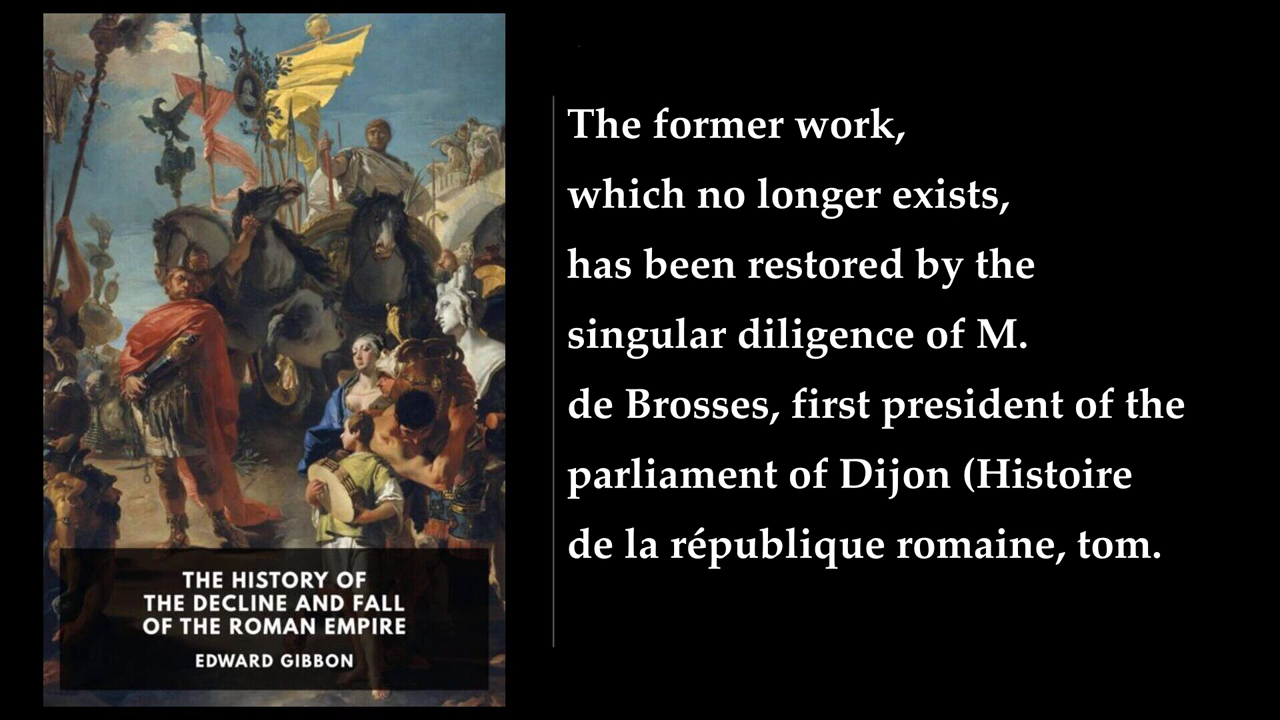 THE HISTORY OF
THE DECLINE AND FALL
OF THE ROMAN EMPIRE
EDWARD GIBBON
The former work,
which no longer exists,
has been restored by the
singular diligence of M.
de Brosses, first president of the
parliament of Dijon (Histoire
de la république romaine, tom.